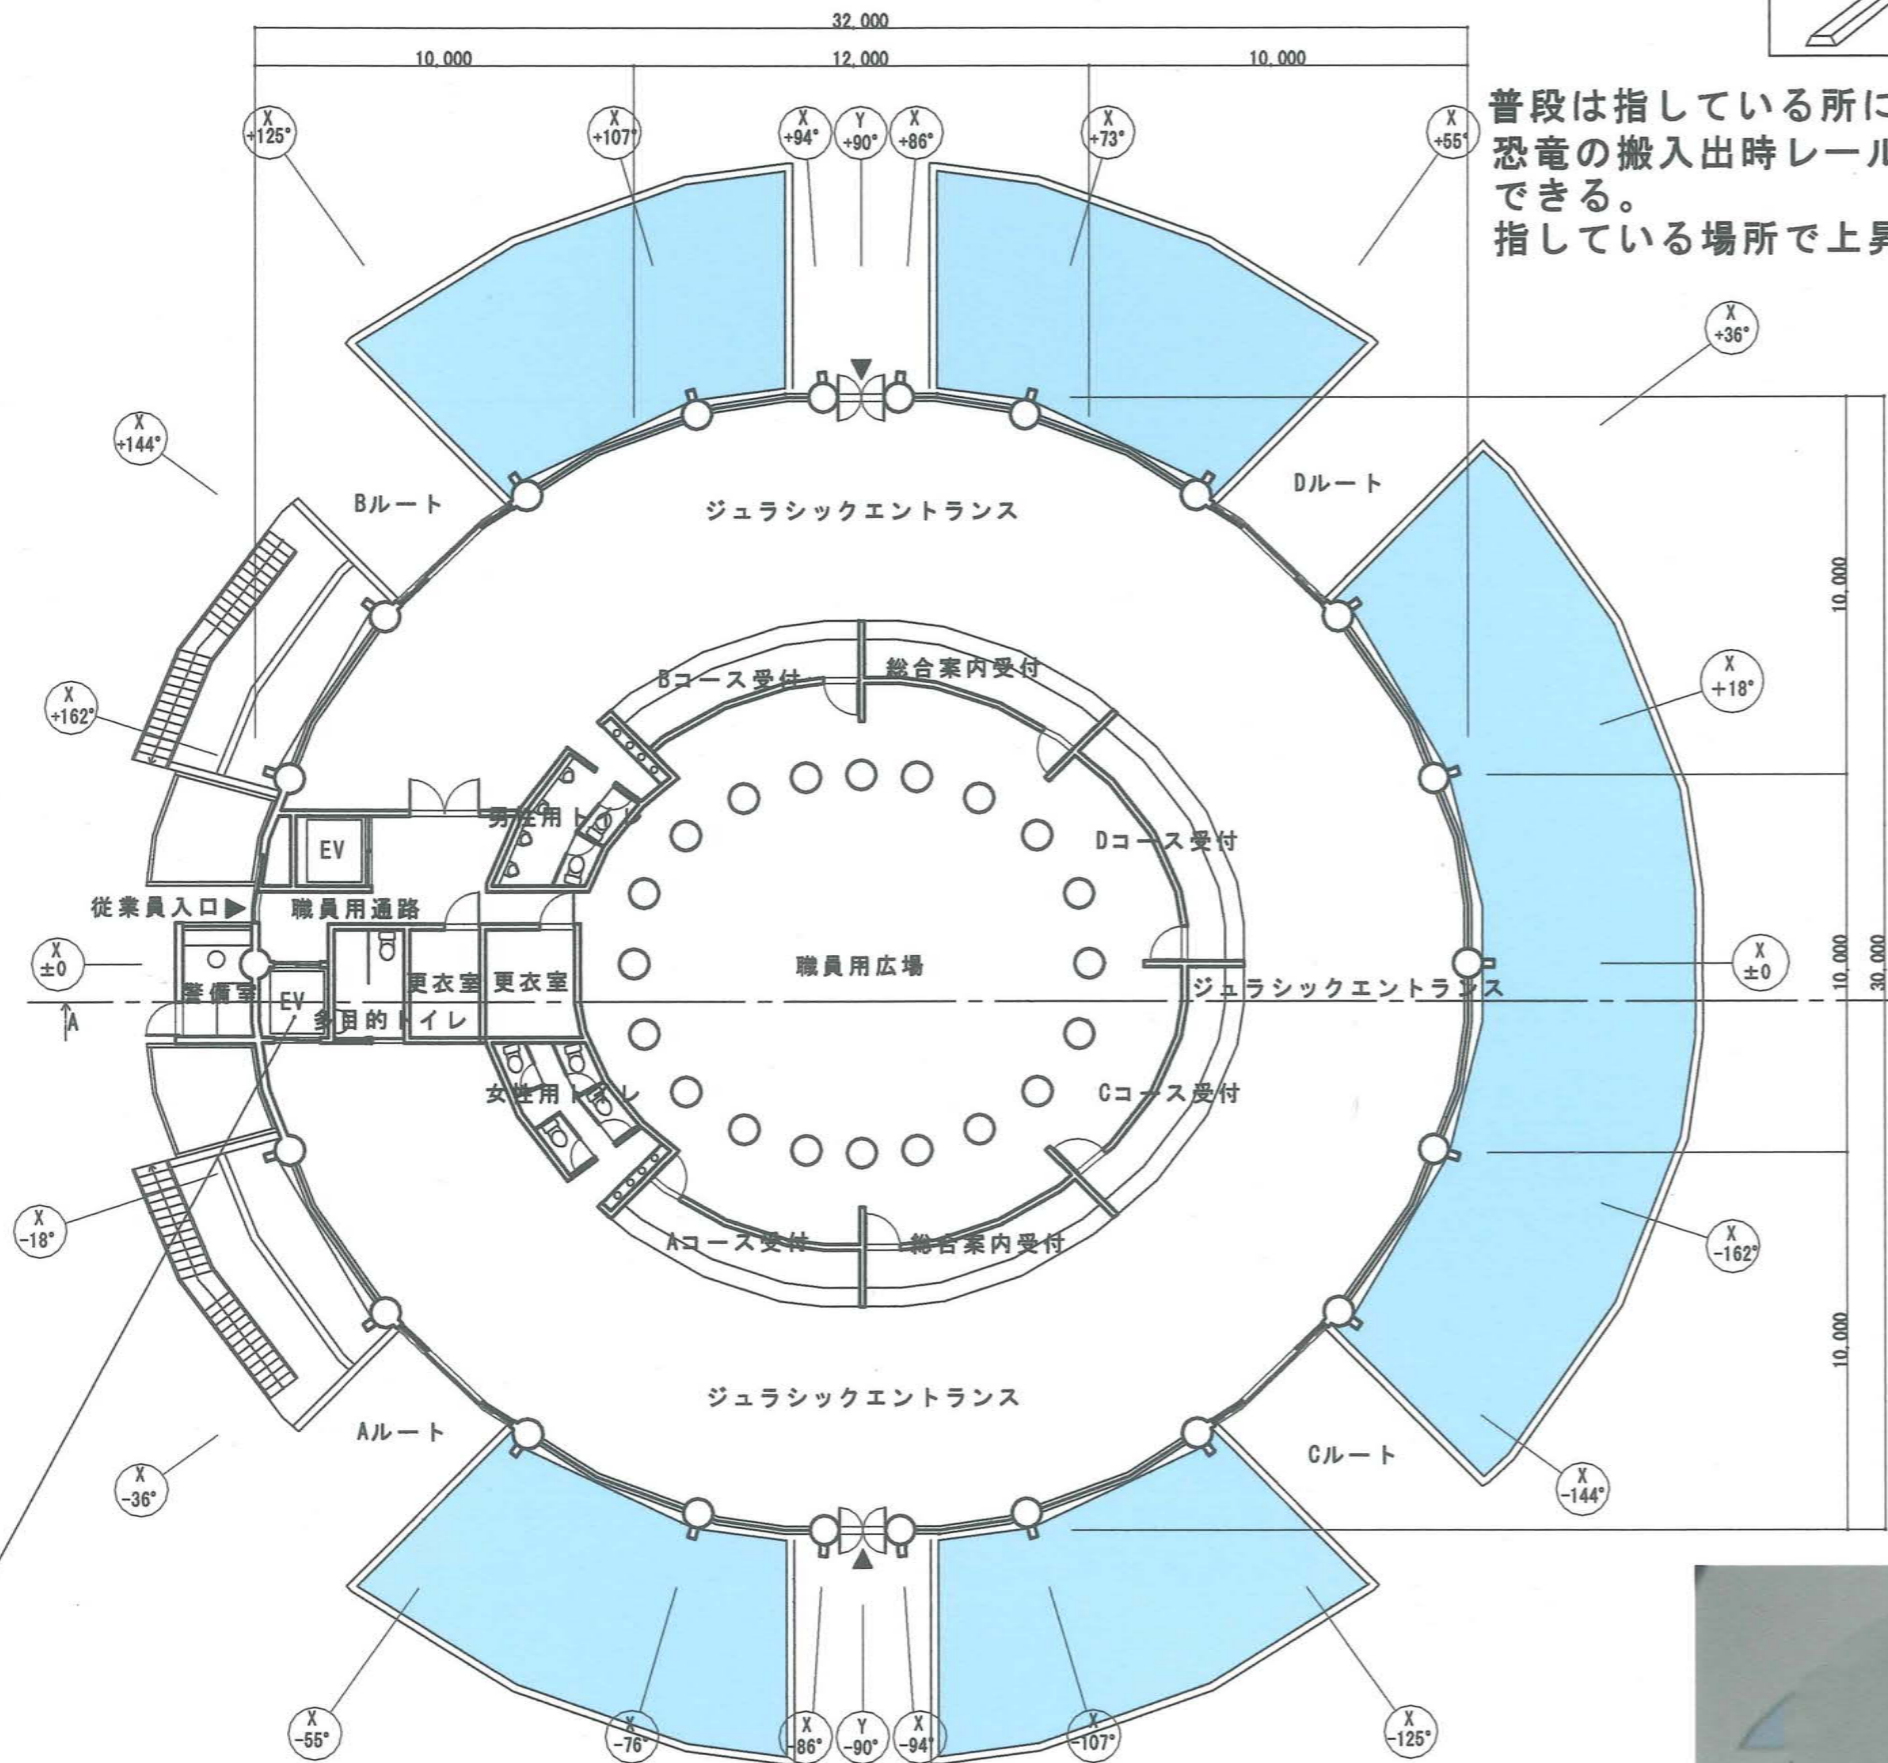 32,000
10,000
12,000
10,000
X
+125°
X
+107°
X
+94°
Y
+90°
X
+86°
X
+73°
X
+55°
普段は指している所に
恐竜の搬入出時レール
できる。
指している場所で上昇
X
+36°
X
+144°
Bルート
ジュラシックエントランス
Dルート
10,000
X
+162°
Bコース受付
総合案内受付
X
+18°
男性用トイレ
Dコース受付
EV
従業員入口▶
職員用通路
X
±0
更衣室
更衣室
職員用広場
ジュラシックエントランス
X
±0
10,000
30,000
警備室
EV
多目的トイレ
A
女性用トイレ
Cコース受付
X
-18°
Aコース受付
総合案内受付
X
-162°
10,000
ジュラシックエントランス
Aルート
Cルート
X
-36°
X
-144°
X
-55°
X
-76°
X
-86°
Y
-90°
X
-94°
X
-107°
X
-125°